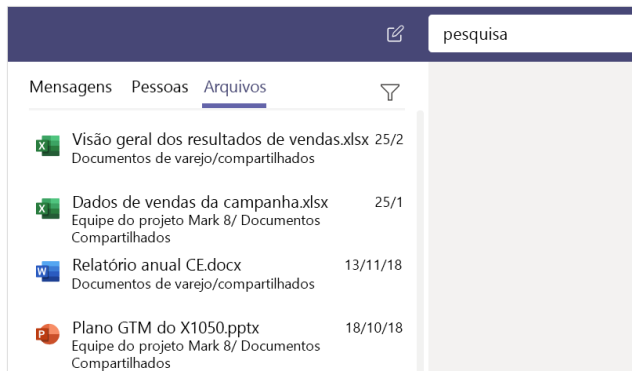 pesquisa
Mensagens Pessoas Arquivos
Visão geral dos resultados de vendas.xlsx 25/2
Documentos de varejo/compartilhados
Dados de vendas da campanha.xlsx 25/1
Equipe do projeto Mark 8/ Documentos
Compartilhados
Relatório anual CE.docx 13/11/18
Documentos de varejo/compartilhados
Plano GTM do X1050.pptx 18/10/18
Equipe do projeto Mark 8/ Documentos
Compartilhados